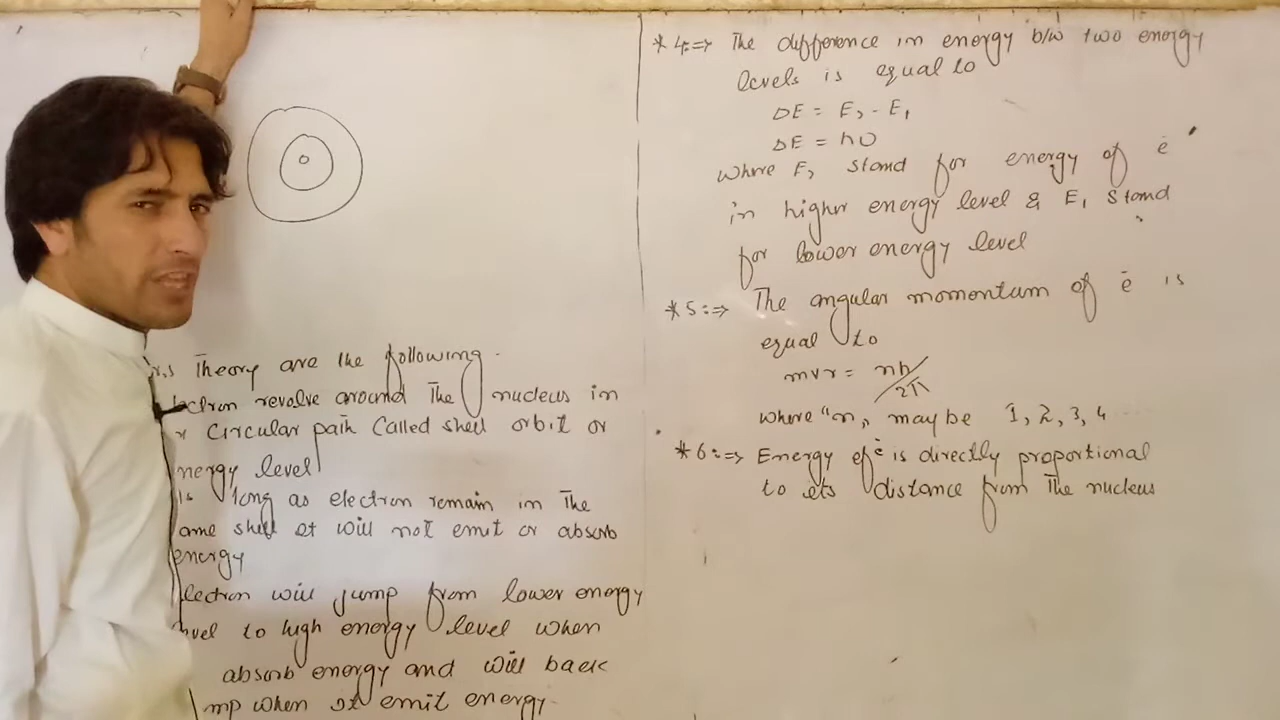 Theory are the following.
revolve around The nucleus in
Circular path Called shell orbit or
nergy level
long as electron remain in The
ame shell It will not emit or absorb
energy
lectron will jump from lower energy
vel to high energy level when
absorb energy and will back
mp when It emit energy.
*4:=> The difference in energy b/w two energy
levels is equal to
ΔE = E2 - E1
ΔE = hυ
where E2 stand for energy of ē
in higher energy level & E1 Stand
for lower energy level
*5:=> The angular momentum of ē is
equal to
mvr = nh/2π
where "n" may be 1, 2, 3, 4
*6:=> Energy of ē is directly proportional
to its distance from The nucleus